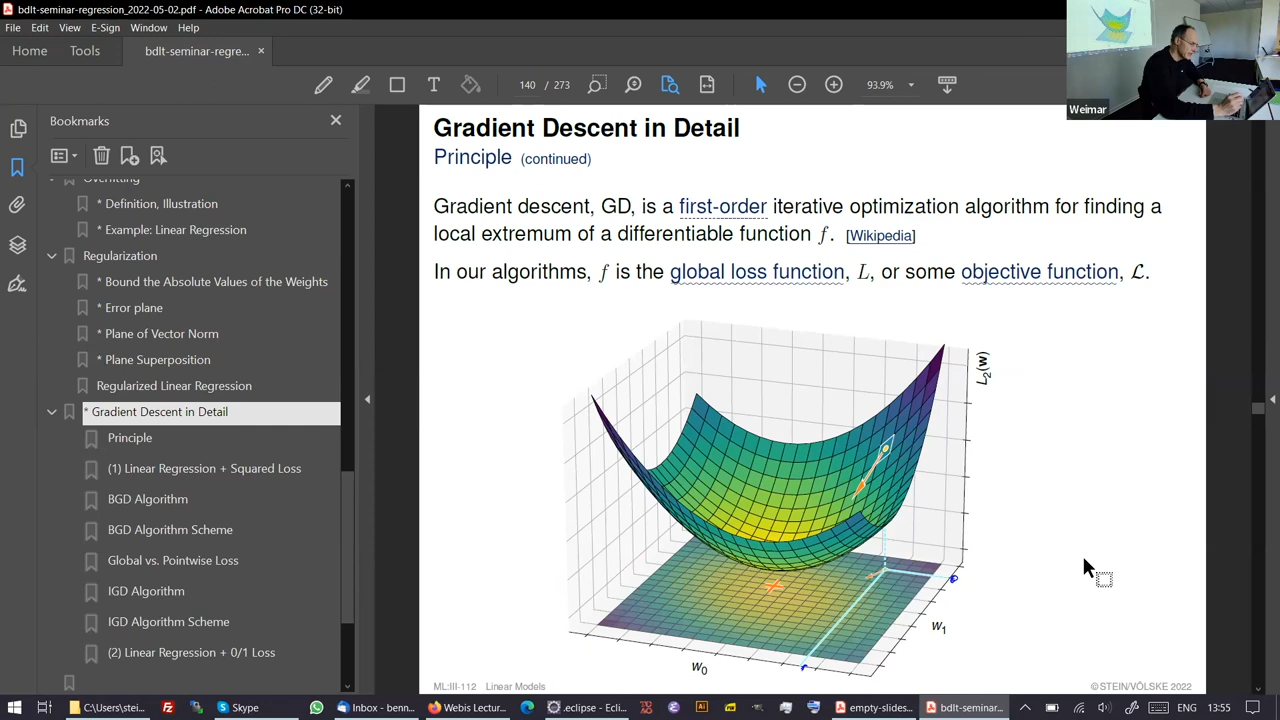 bdlt-seminar-regression_2022-05-02.pdf - Adobe Acrobat Pro DC (32-bit)
File Edit View E-Sign Window Help
Home Tools bdlt-seminar-regre... ×
140 / 273 93.9%
Weimar
Bookmarks
Overfitting
* Definition, Illustration
* Example: Linear Regression
Regularization
* Bound the Absolute Values of the Weights
* Error plane
* Plane of Vector Norm
* Plane Superposition
Regularized Linear Regression
* Gradient Descent in Detail
Principle
(1) Linear Regression + Squared Loss
BGD Algorithm
BGD Algorithm Scheme
Global vs. Pointwise Loss
IGD Algorithm
IGD Algorithm Scheme
(2) Linear Regression + 0/1 Loss
Gradient Descent in Detail
Principle (continued)
Gradient descent, GD, is a first-order iterative optimization algorithm for finding a
local extremum of a differentiable function f. [Wikipedia]
In our algorithms, f is the global loss function, L, or some objective function, ℒ.
L₂(w)
w₁
w₀
ML:III-112 Linear Models
©STEIN/VÖLSKE 2022
C:\Users\stei... Skype Inbox - benn... Webis Lectur... .eclipse - Ecli... empty-slides... bdlt-seminar... ENG 13:55